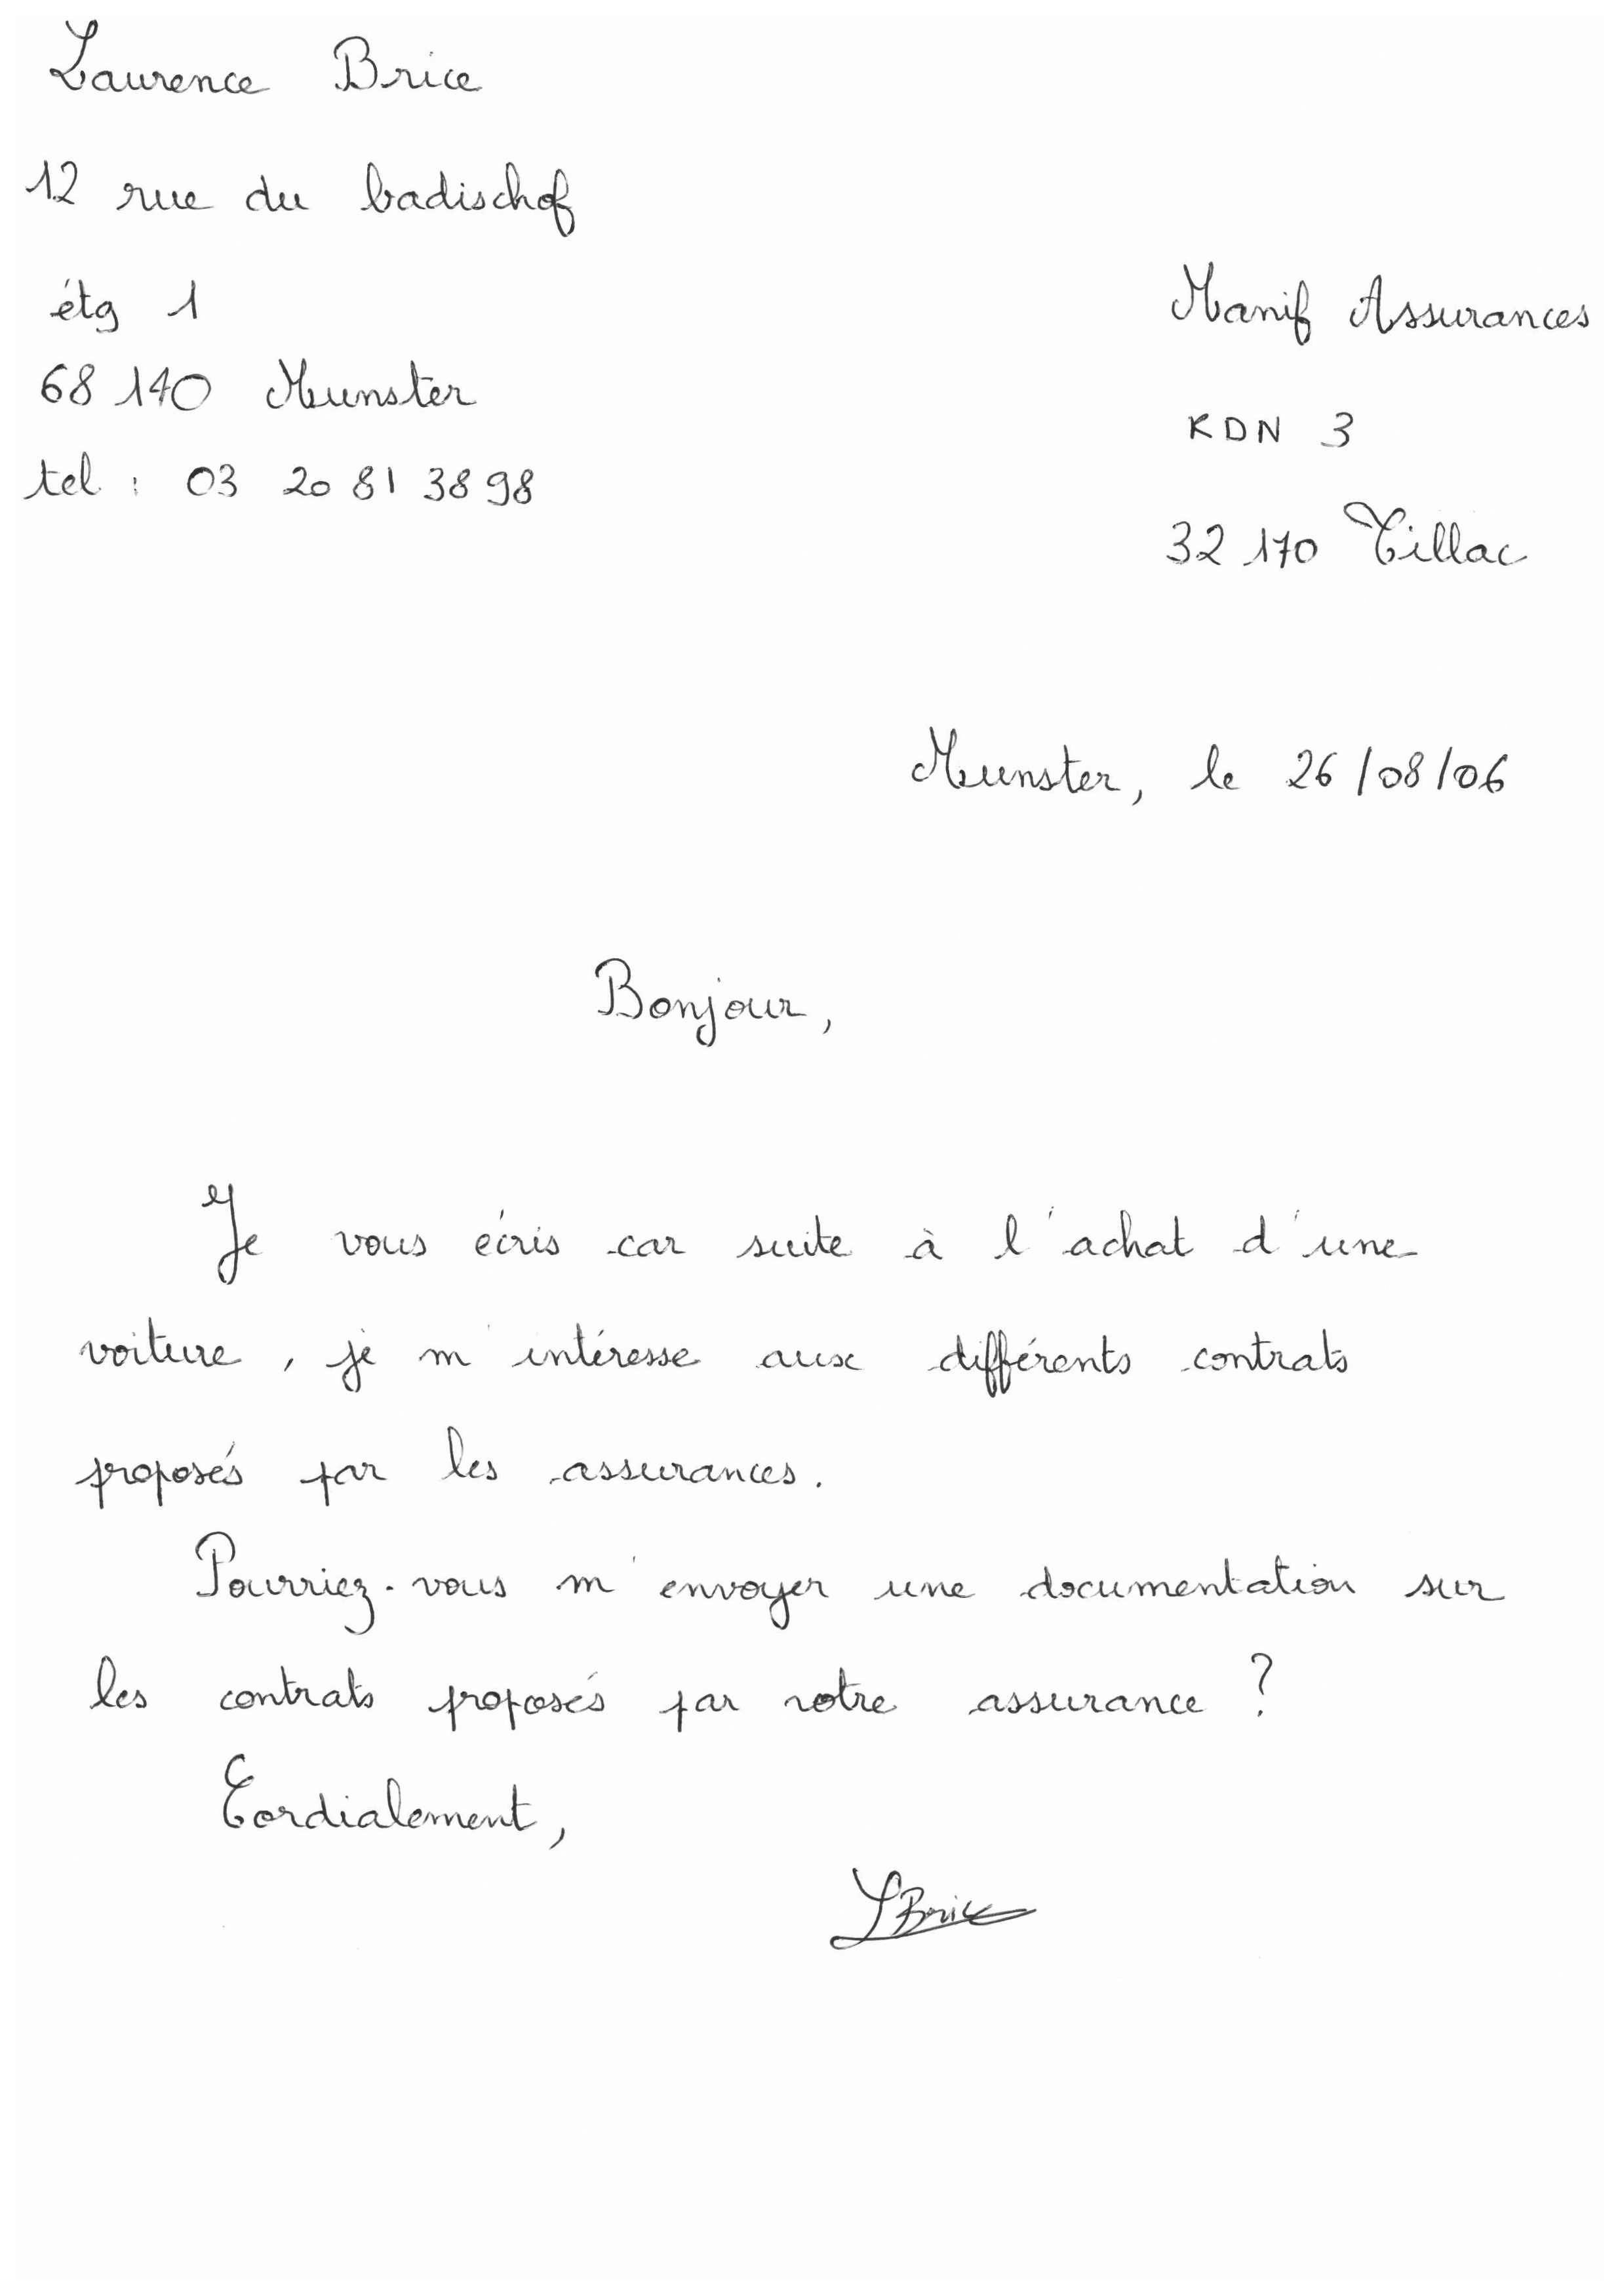 Laurence Brice
12 rue du badischof
étg 1
68 140 Munster
tel : 03 20 81 38 98
Manif Assurances
KDN 3
32 170 Tillac
Munster, le 26/08/06
Bonjour,
Je vous écris car suite à l'achat d'une
voiture, je m'intéresse aux différents contrats
proposés par les assurances.
Pourriez-vous m'envoyer une documentation sur
les contrats proposés par votre assurance ?
Cordialement,
LBrice